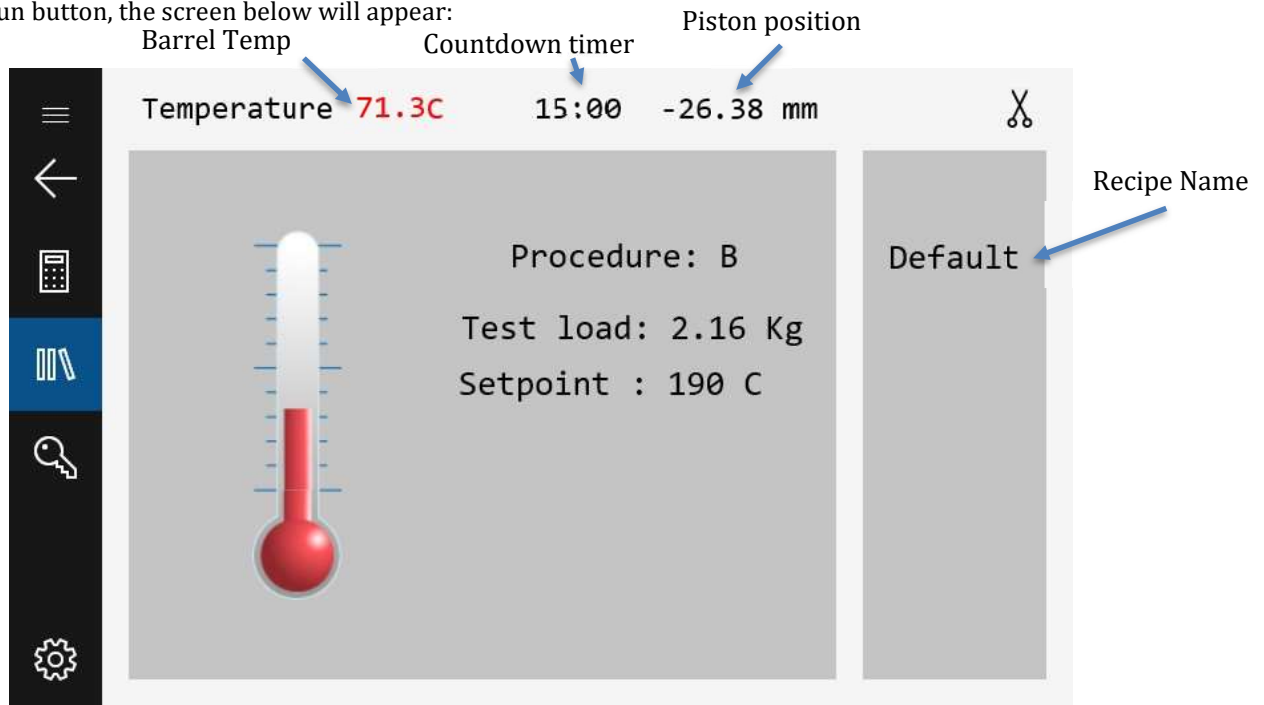 un button, the screen below will appear:
Piston position
Barrel Temp
Countdown timer
Temperature 71.3C 15:00 -26.38 mm
Recipe Name
Procedure: B
Default
Test load: 2.16 Kg
Setpoint : 190 C